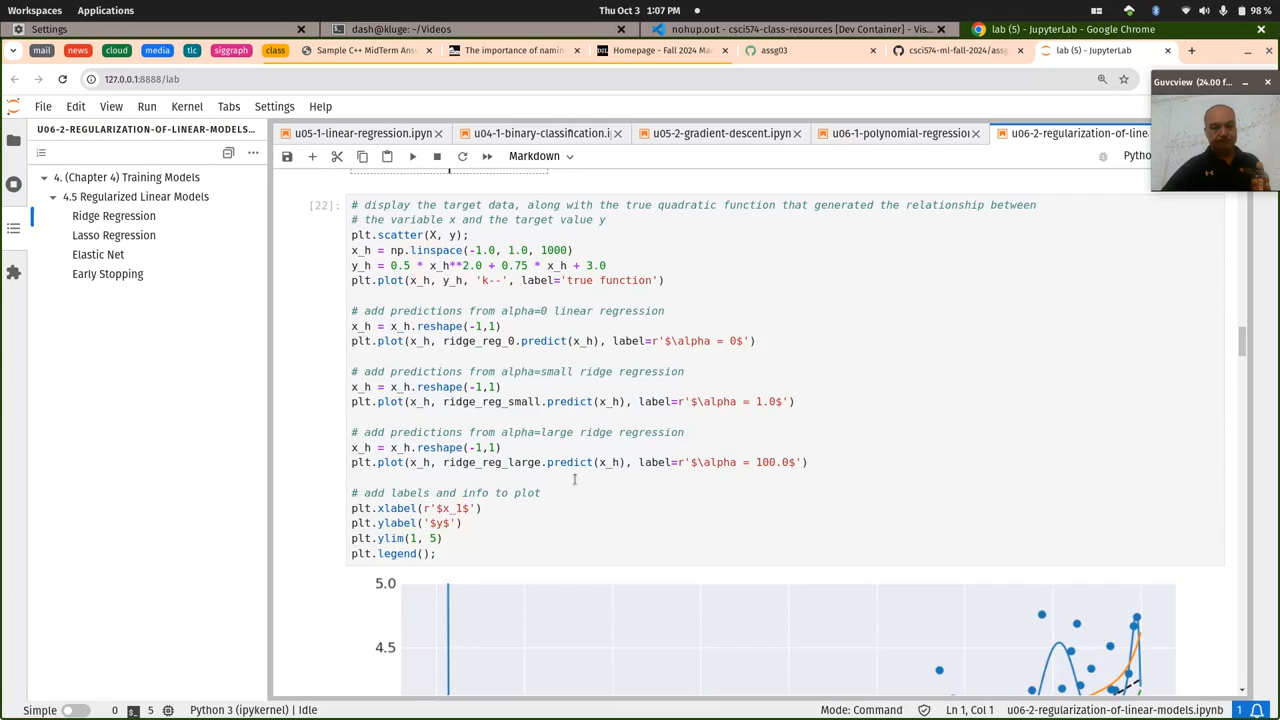 Workspaces Applications Thu Oct 3 1:07 PM 98 %
Settings dash@kluge: ~/Videos nohup.out - csci574-class-resources [Dev Container] - Vis... lab (5) - JupyterLab - Google Chrome
mail news cloud media tlc siggraph class Sample C++ MidTerm An The importance of namin Homepage - Fall 2024 Ma assg03 csci574-ml-fall-2024/assg lab (5) - JupyterLab
127.0.0.1:8888/lab
Guvcview (24.00 f...
File Edit View Run Kernel Tabs Settings Help
U06-2-REGULARIZATION-OF-LINEAR-MODELS... u05-1-linear-regression.ipyn u04-1-binary-classification.i u05-2-gradient-descent.ipyn u06-1-polynomial-regressio u06-2-regularization-of-line
Markdown Pytho
4. (Chapter 4) Training Models
4.5 Regularized Linear Models
Ridge Regression
Lasso Regression
Elastic Net
Early Stopping
[22]: # display the target data, along with the true quadratic function that generated the relationship between
# the variable x and the target value y
plt.scatter(X, y);
x_h = np.linspace(-1.0, 1.0, 1000)
y_h = 0.5 * x_h**2.0 + 0.75 * x_h + 3.0
plt.plot(x_h, y_h, 'k--', label='true function')
# add predictions from alpha=0 linear regression
x_h = x_h.reshape(-1,1)
plt.plot(x_h, ridge_reg_0.predict(x_h), label=r'$\alpha = 0$')
# add predictions from alpha=small ridge regression
x_h = x_h.reshape(-1,1)
plt.plot(x_h, ridge_reg_small.predict(x_h), label=r'$\alpha = 1.0$')
# add predictions from alpha=large ridge regression
x_h = x_h.reshape(-1,1)
plt.plot(x_h, ridge_reg_large.predict(x_h), label=r'$\alpha = 100.0$')
# add labels and info to plot
plt.xlabel(r'$x_1$')
plt.ylabel('$y$')
plt.ylim(1, 5)
plt.legend();
5.0
4.5
Simple 0 5 Python 3 (ipykernel) | Idle Mode: Command Ln 1, Col 1 u06-2-regularization-of-linear-models.ipynb 1